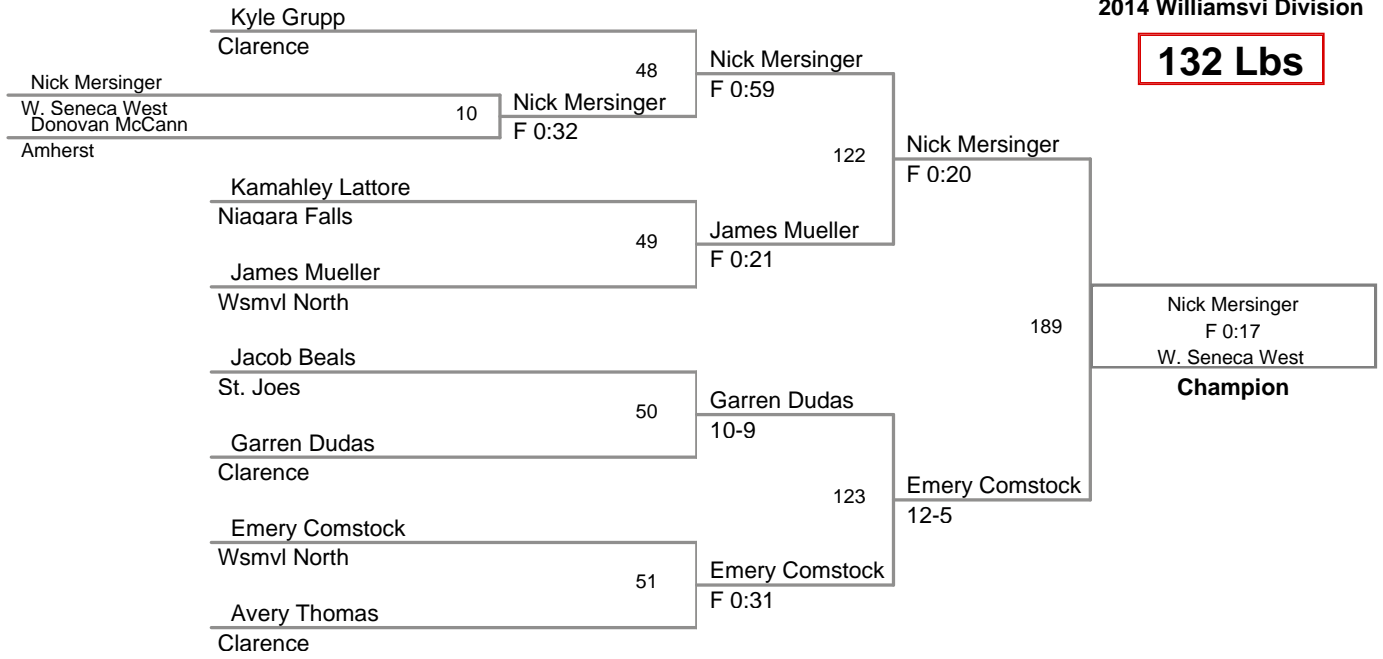 2014 Williamsvi Division
132 Lbs
Kyle Grupp
Clarence
48
Nick Mersinger
F 0:59
Nick Mersinger
W. Seneca West
10
Nick Mersinger
F 0:32
Donovan McCann
Amherst
122
Nick Mersinger
F 0:20
Kamahley Lattore
Niagara Falls
49
James Mueller
F 0:21
James Mueller
Wsmvl North
189
Nick Mersinger
F 0:17
W. Seneca West
Champion
Jacob Beals
St. Joes
50
Garren Dudas
10-9
Garren Dudas
Clarence
123
Emery Comstock
12-5
Emery Comstock
Wsmvl North
51
Emery Comstock
F 0:31
Avery Thomas
Clarence